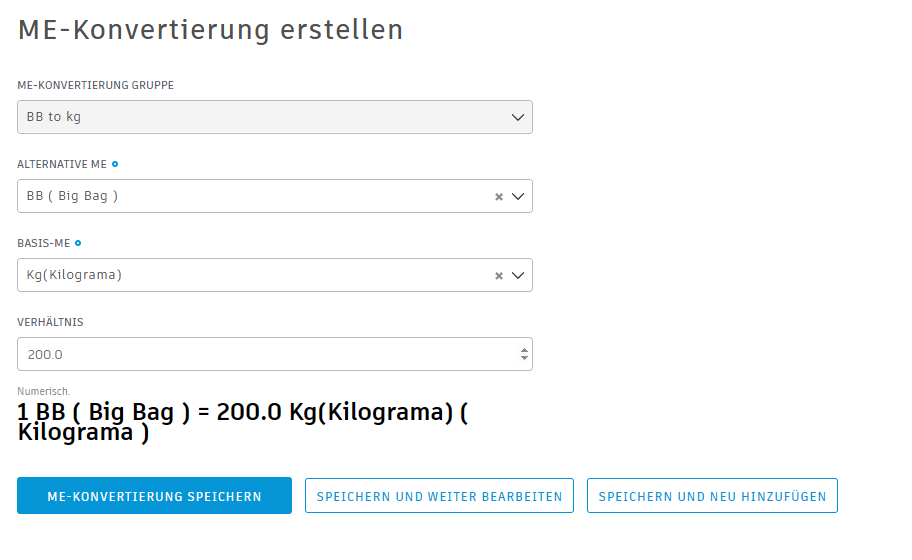 ME-Konvertierung erstellen
ME-KONVERTIERUNG GRUPPE
BB to kg
ALTERNATIVE ME
BB ( Big Bag )
BASIS-ME
Kg(Kilograma)
VERHÄLTNIS
200.0
Numerisch.
1 BB ( Big Bag ) = 200.0 Kg(Kilograma) (
Kilograma )
ME-KONVERTIERUNG SPEICHERN SPEICHERN UND WEITER BEARBEITEN SPEICHERN UND NEU HINZUFÜGEN